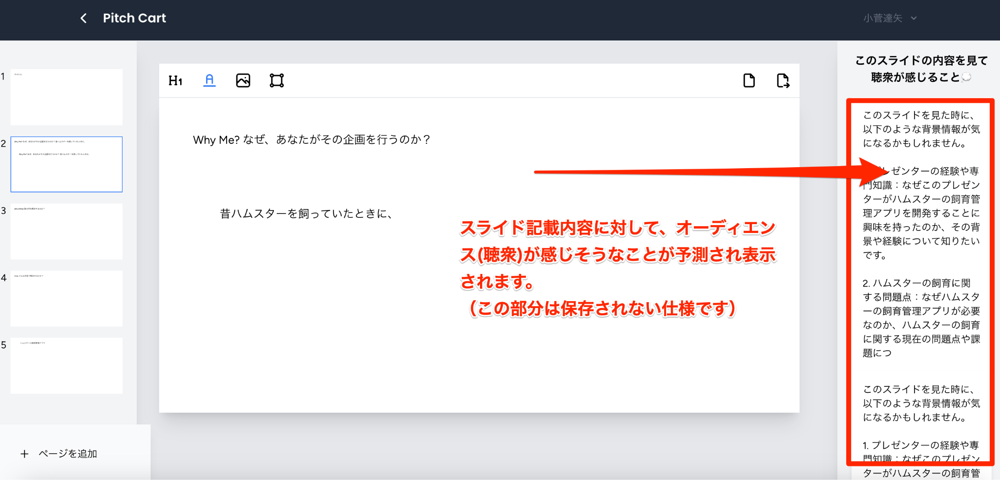 Pitch Cart
小菅達矢
1
タイトル
2
Why Me? なぜ、あなたがその企画を行うのか? 昔ハムスターを飼っていたときに、
Why Me? なぜ、あなたがその企画を行うのか? 昔ハムスターを飼っていたときに、
3
4
How どんな手段で解決するのか?
5
ハムスターの飼育管理アプリ
ページを追加
H1
A
Why Me? なぜ、あなたがその企画を行うのか?
昔ハムスターを飼っていたときに、
スライド記載内容に対して、オーディエン
ス(聴衆)が感じそうなことが予測され表示
されます。
（この部分は保存されない仕様です）
このスライドの内容を見て
聴衆が感じること
このスライドを見た時に、
以下のような背景情報が気
になるかもしれません。
レゼンターの経験や専
門知識：なぜこのプレゼン
ターがハムスターの飼育管
理アプリを開発することに
興味を持ったのか、その背
景や経験について知りたい
です。
2. ハムスターの飼育に関
する問題点：なぜハムスタ
ーの飼育管理アプリが必要
なのか、ハムスターの飼育
に関する現在の問題点や課
題につ
このスライドを見た時に、
以下のような背景情報が気
になるかもしれません。
1. プレゼンターの経験や専
門知識：なぜこのプレゼン
ターがハムスターの飼育管